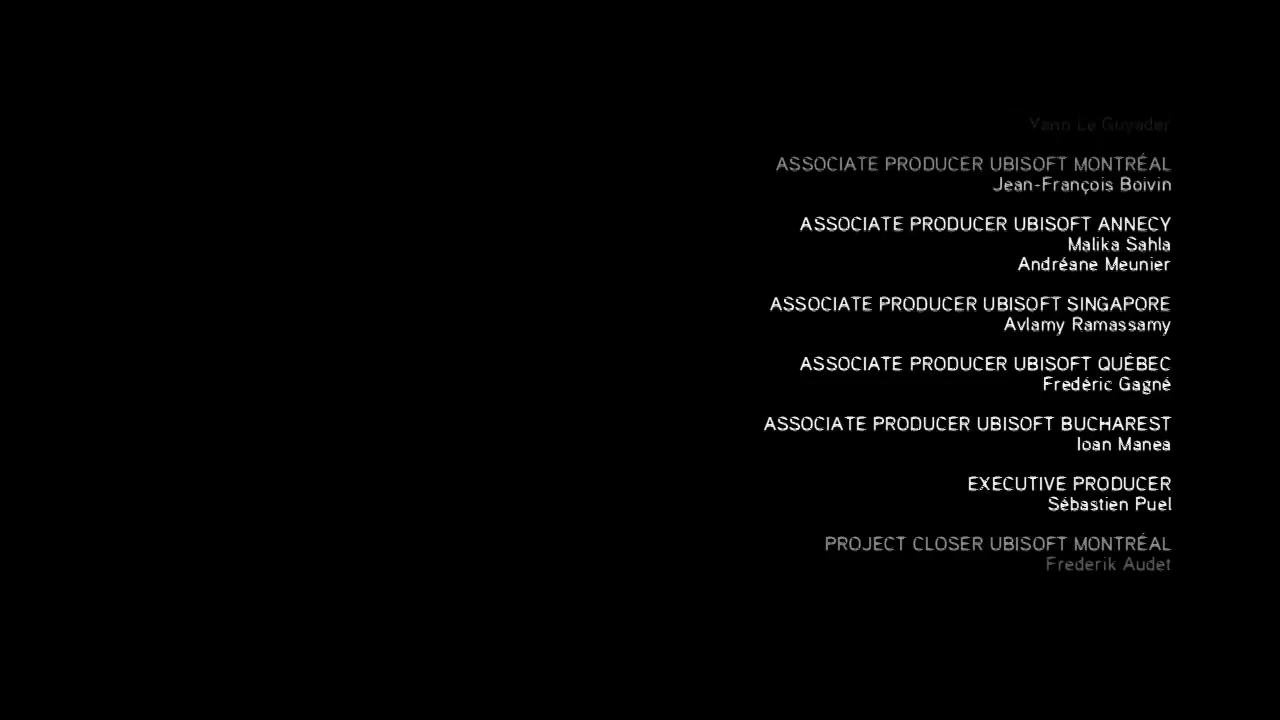 Yann Le Guyader
ASSOCIATE PRODUCER UBISOFT MONTRÉAL
Jean-François Boivin
ASSOCIATE PRODUCER UBISOFT ANNECY
Malika Sahla
Andréane Meunier
ASSOCIATE PRODUCER UBISOFT SINGAPORE
Avlamy Ramassamy
ASSOCIATE PRODUCER UBISOFT QUÉBEC
Fredéric Gagné
ASSOCIATE PRODUCER UBISOFT BUCHAREST
Ioan Manea
EXECUTIVE PRODUCER
Sébastien Puel
PROJECT CLOSER UBISOFT MONTRÉAL
Frederik Audet